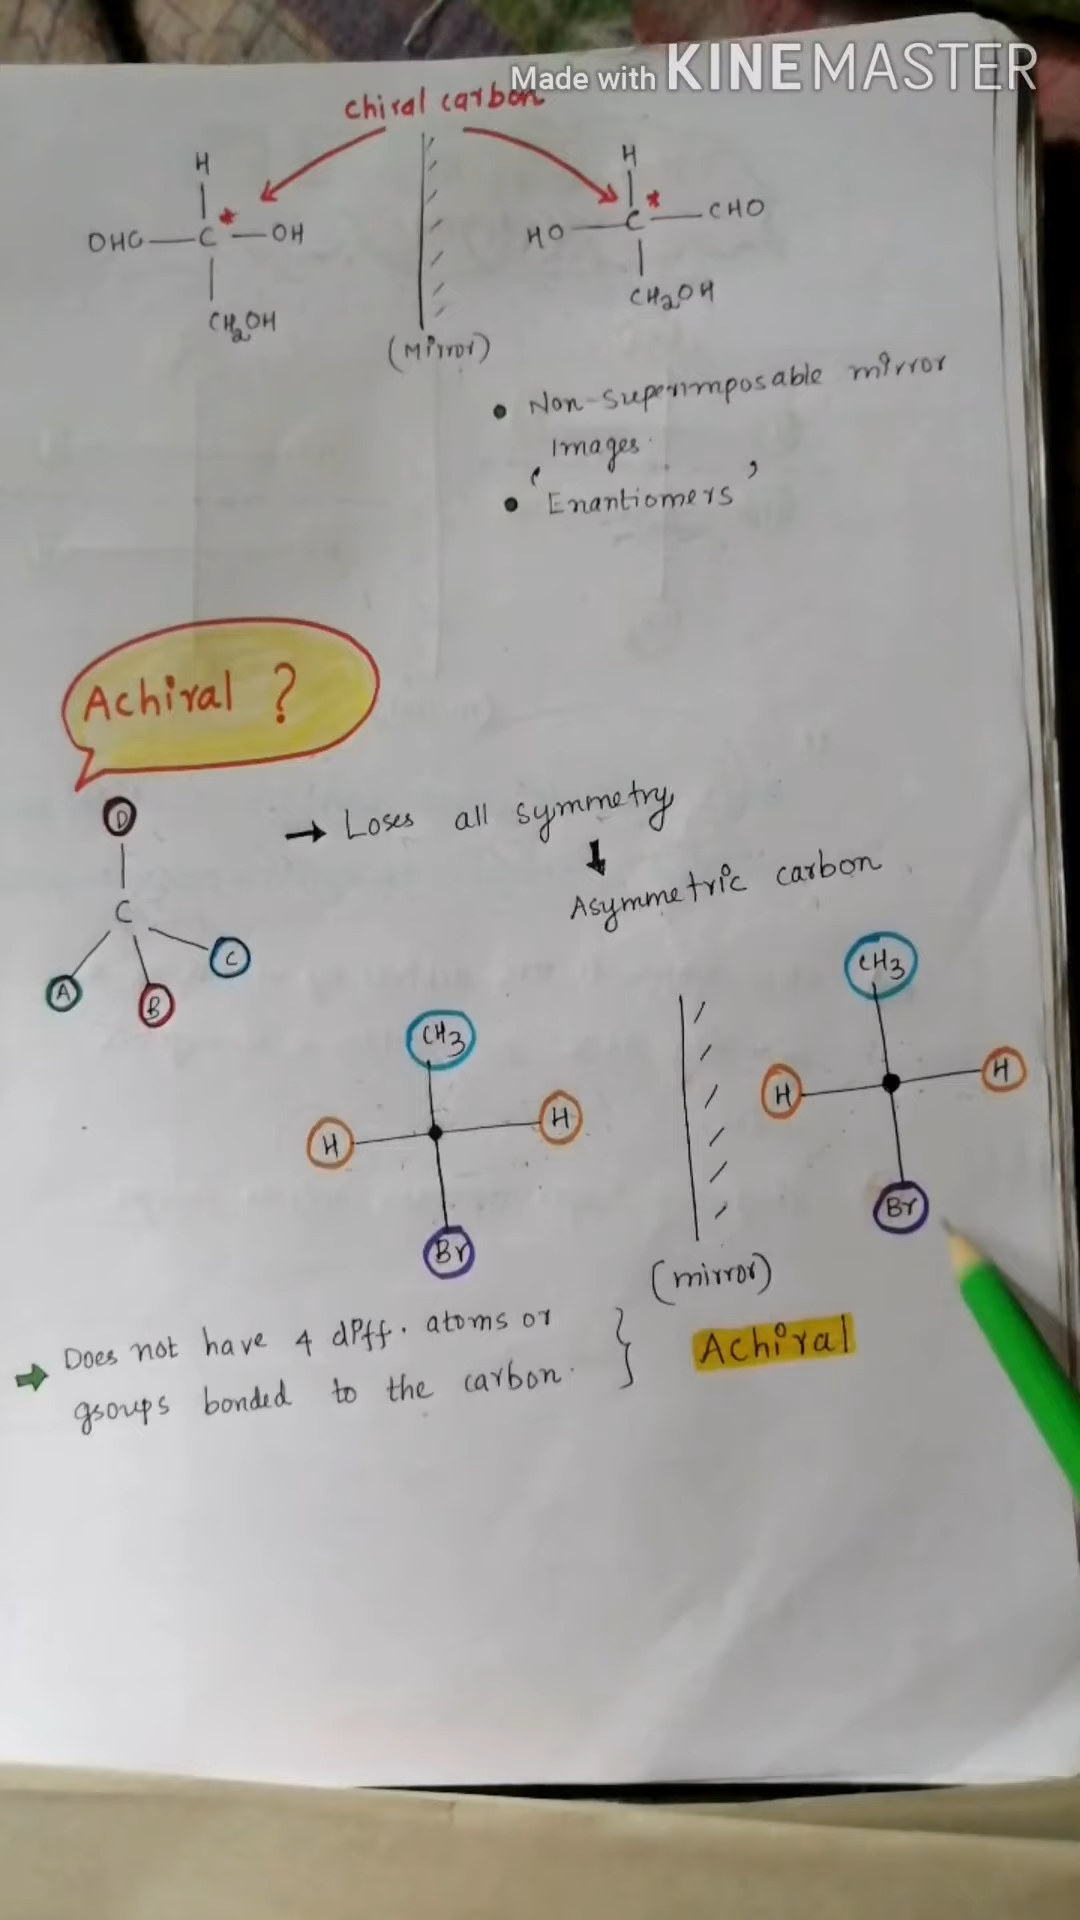 Made with KINEMASTER
chiral carbon
H
OHC — C * — OH
CH2OH
(Mirror)
H
HO — C * — CHO
CH2OH
• Non-superimposable mirror
images.
• 'Enantiomers'
Achiral ?
D
C
A
B
C
→ Loses all symmetry
↓
Asymmetric carbon
CH3
H
H
Br
(mirror)
CH3
H
H
Br
➡ Does not have 4 diff. atoms or
groups bonded to the carbon. }
Achiral